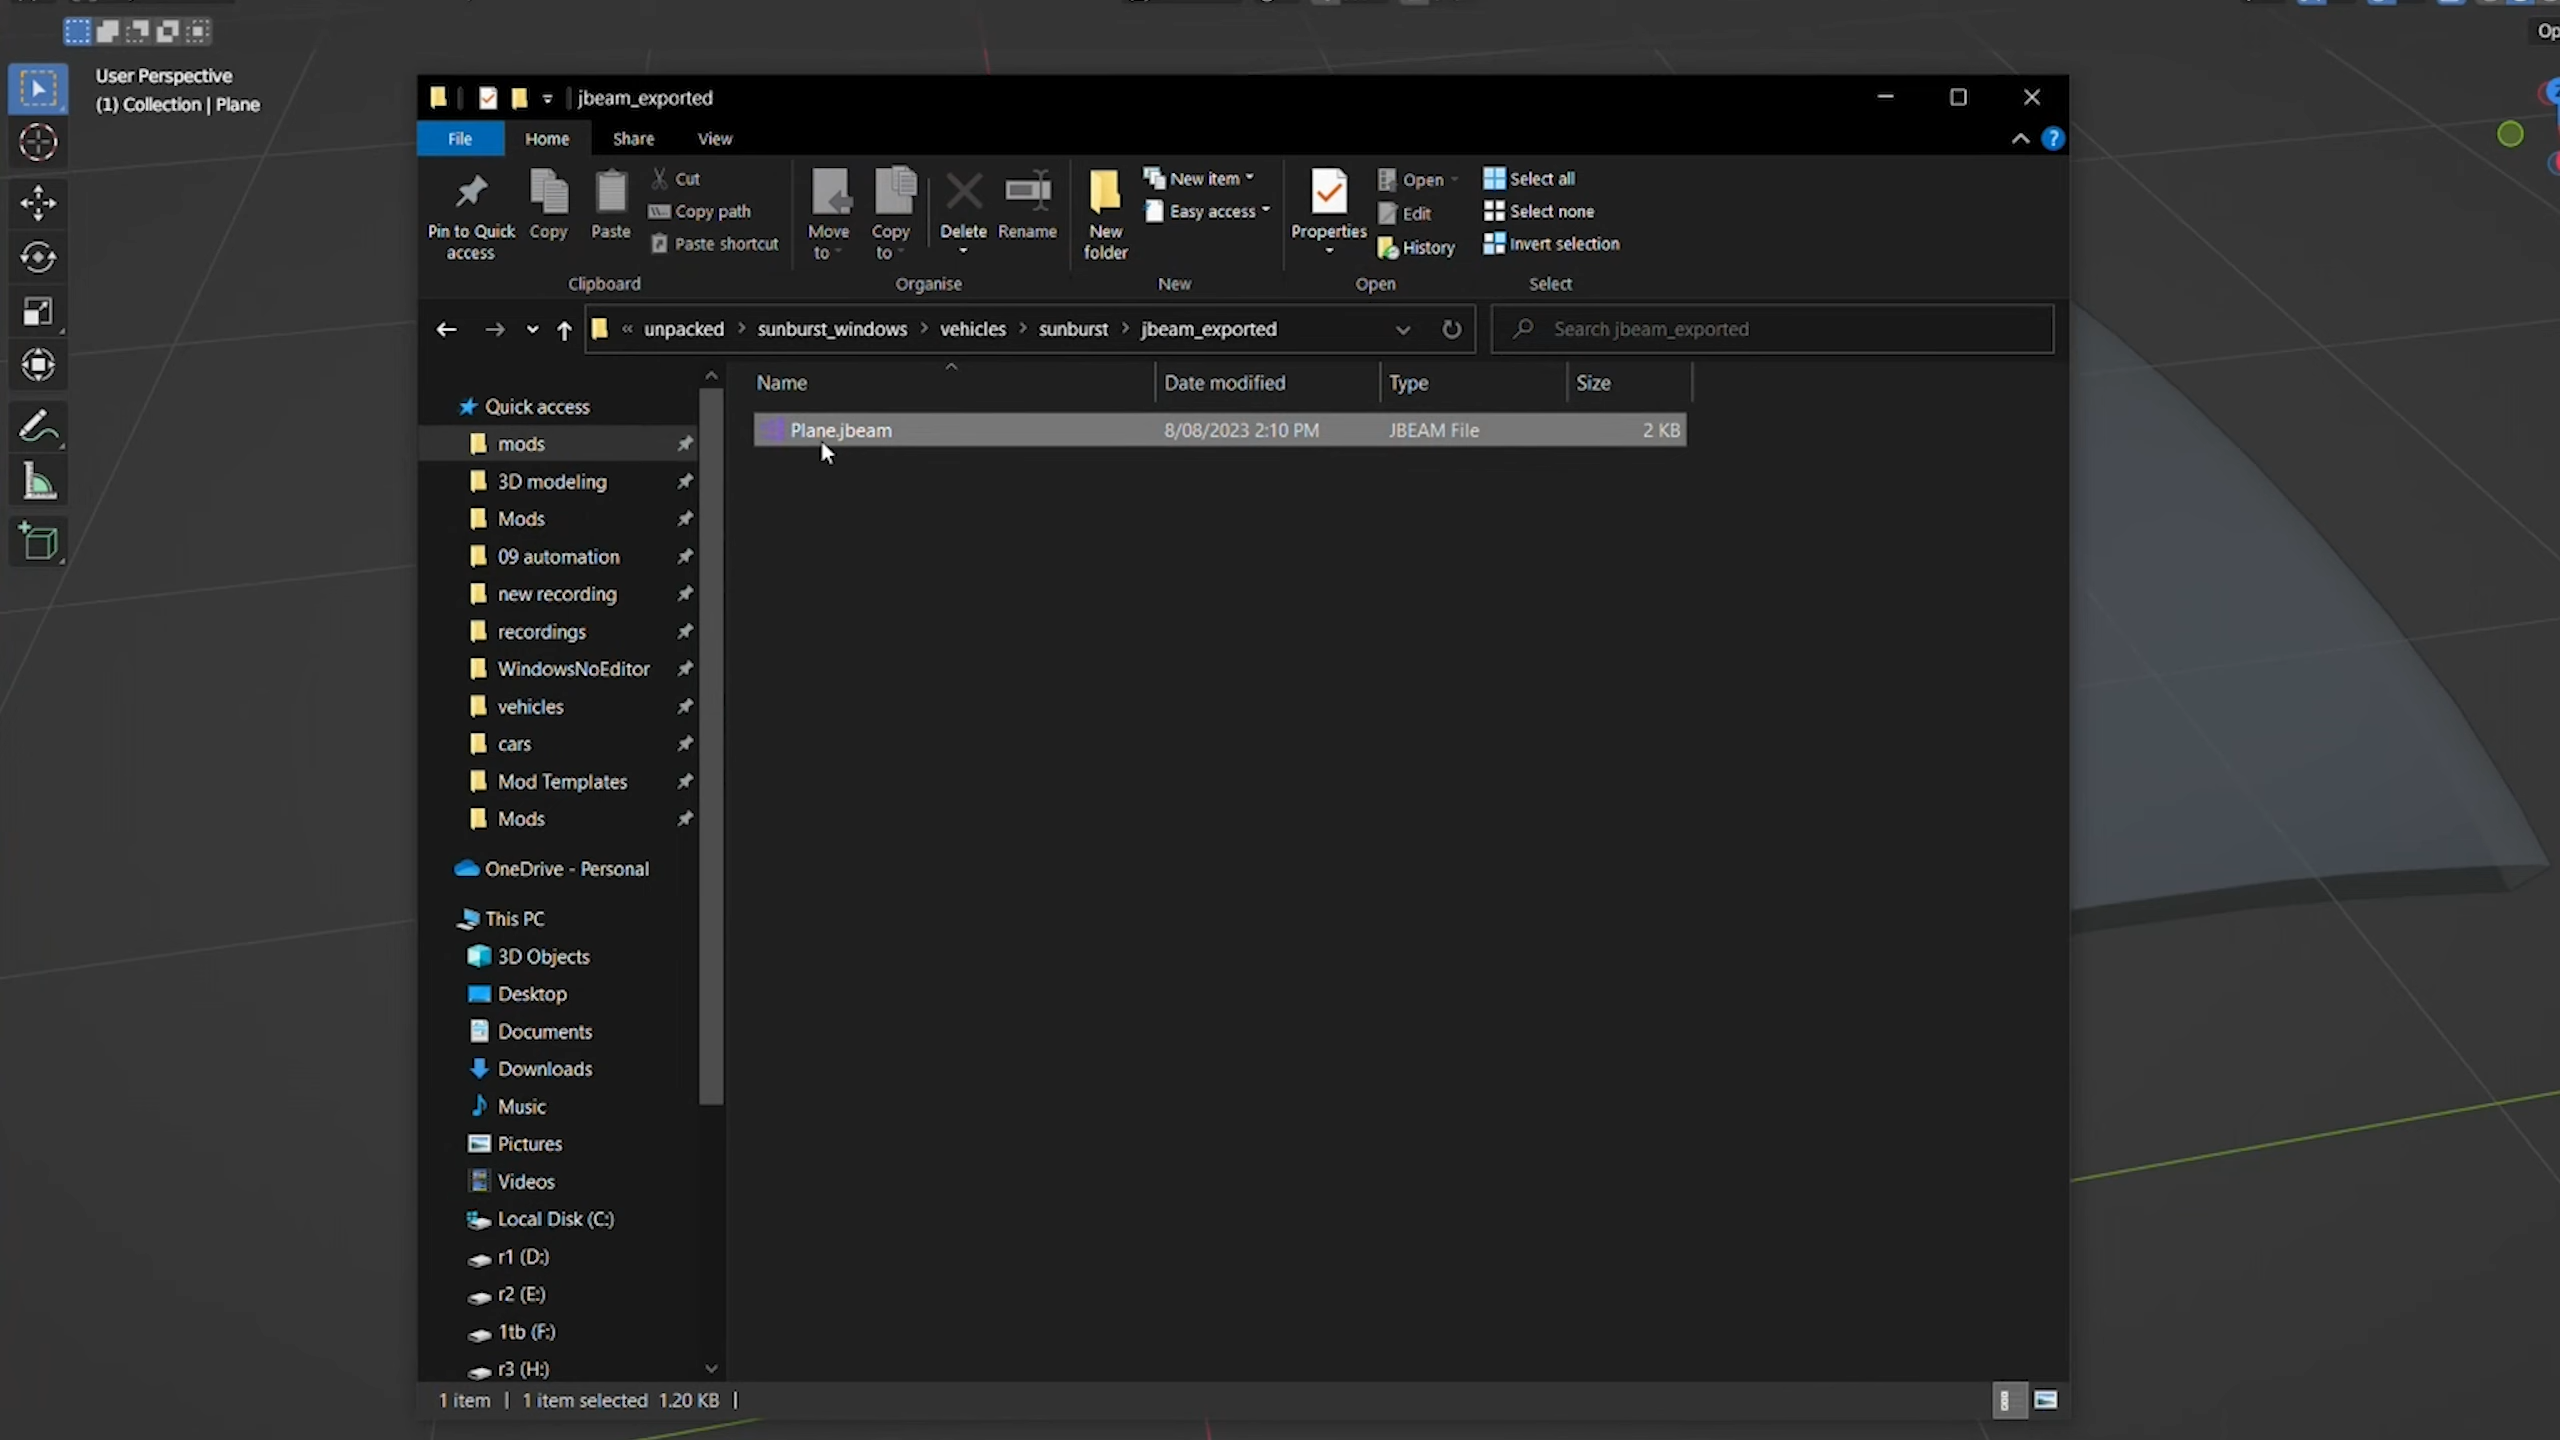 Op
User Perspective
(1) Collection | Plane
jbeam_exported
File Home Share View
Pin to Quick access
Copy
Paste
Cut
Copy path
Paste shortcut
Clipboard
Move to
Copy to
Delete
Rename
Organise
New folder
New item
Easy access
New
Properties
Open
Edit
History
Open
Select all
Select none
Invert selection
Select
« unpacked › sunburst_windows › vehicles › sunburst › jbeam_exported
Search jbeam_exported
Name Date modified Type Size
Plane.jbeam 8/08/2023 2:10 PM JBEAM File 2 KB
Quick access
mods
3D modeling
Mods
09 automation
new recording
recordings
WindowsNoEditor
vehicles
cars
Mod Templates
Mods
OneDrive - Personal
This PC
3D Objects
Desktop
Documents
Downloads
Music
Pictures
Videos
Local Disk (C:)
r1 (D:)
r2 (E:)
1tb (F:)
r3 (H:)
1 item | 1 item selected 1.20 KB |